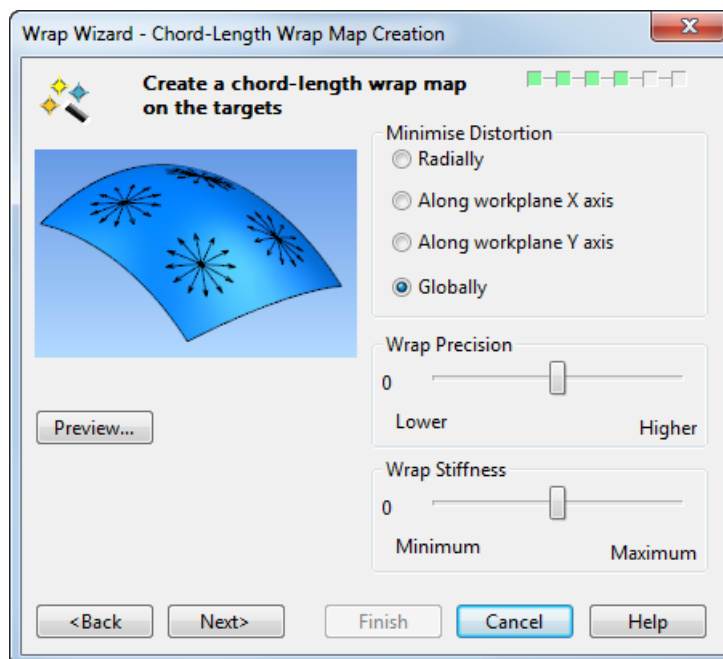 Wrap Wizard - Chord-Length Wrap Map Creation
Create a chord-length wrap map
on the targets
Minimise Distortion
Radially
Along workplane X axis
Along workplane Y axis
Globally
Wrap Precision
0
Lower
Higher
Preview...
Wrap Stiffness
0
Minimum
Maximum
<Back
Next>
Finish
Cancel
Help